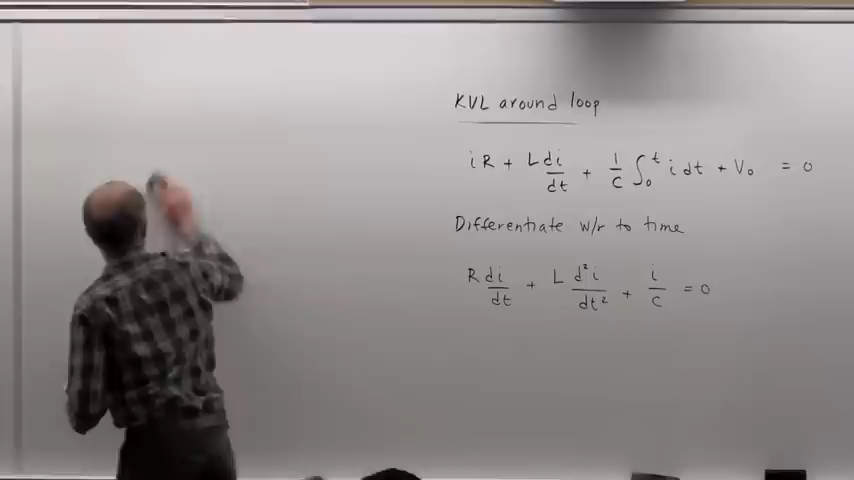 KVL around loop
iR + L di/dt + 1/C ∫₀ᵗ i dt + V₀ = 0
Differentiate w/r to time
R di/dt + L d²i/dt² + i/C = 0